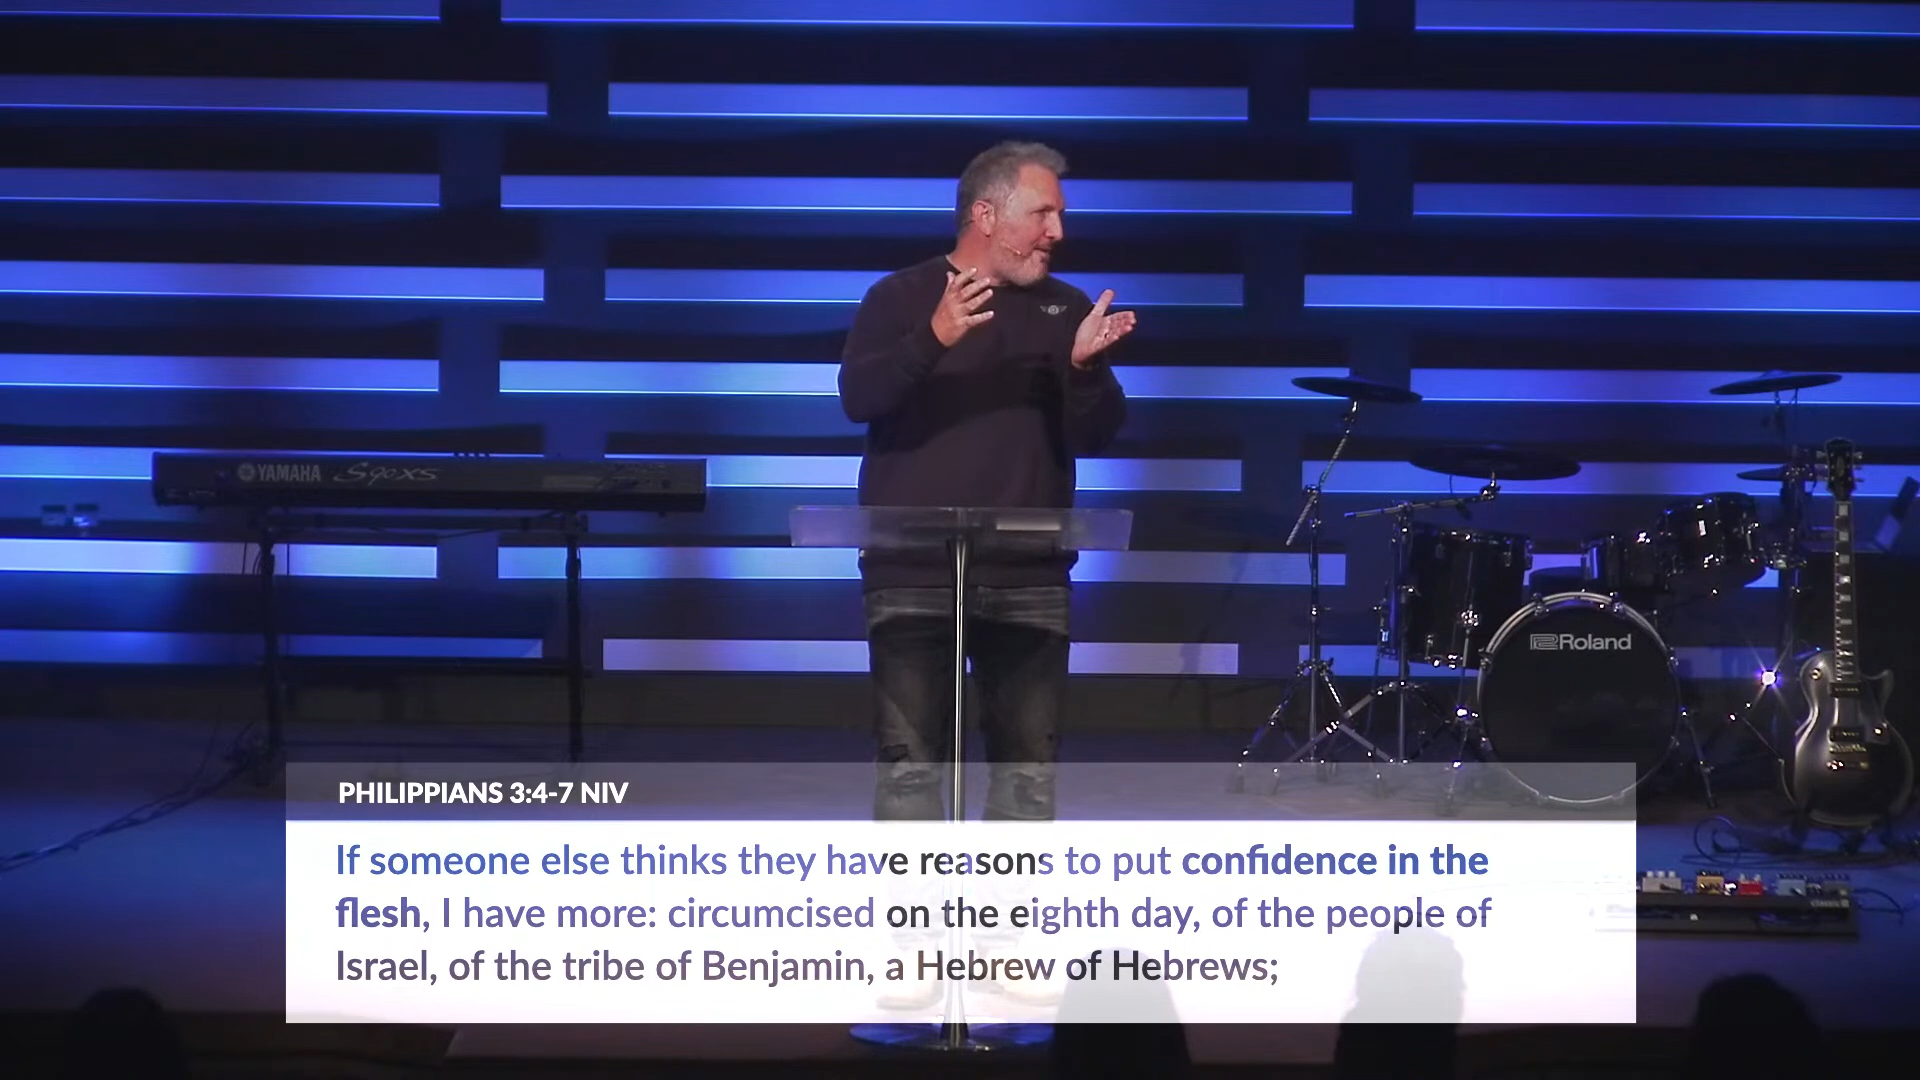 YAMAHA S90XS
Roland
PHILIPPIANS 3:4-7 NIV
If someone else thinks they have reasons to put confidence in the
flesh, I have more: circumcised on the eighth day, of the people of
Israel, of the tribe of Benjamin, a Hebrew of Hebrews;